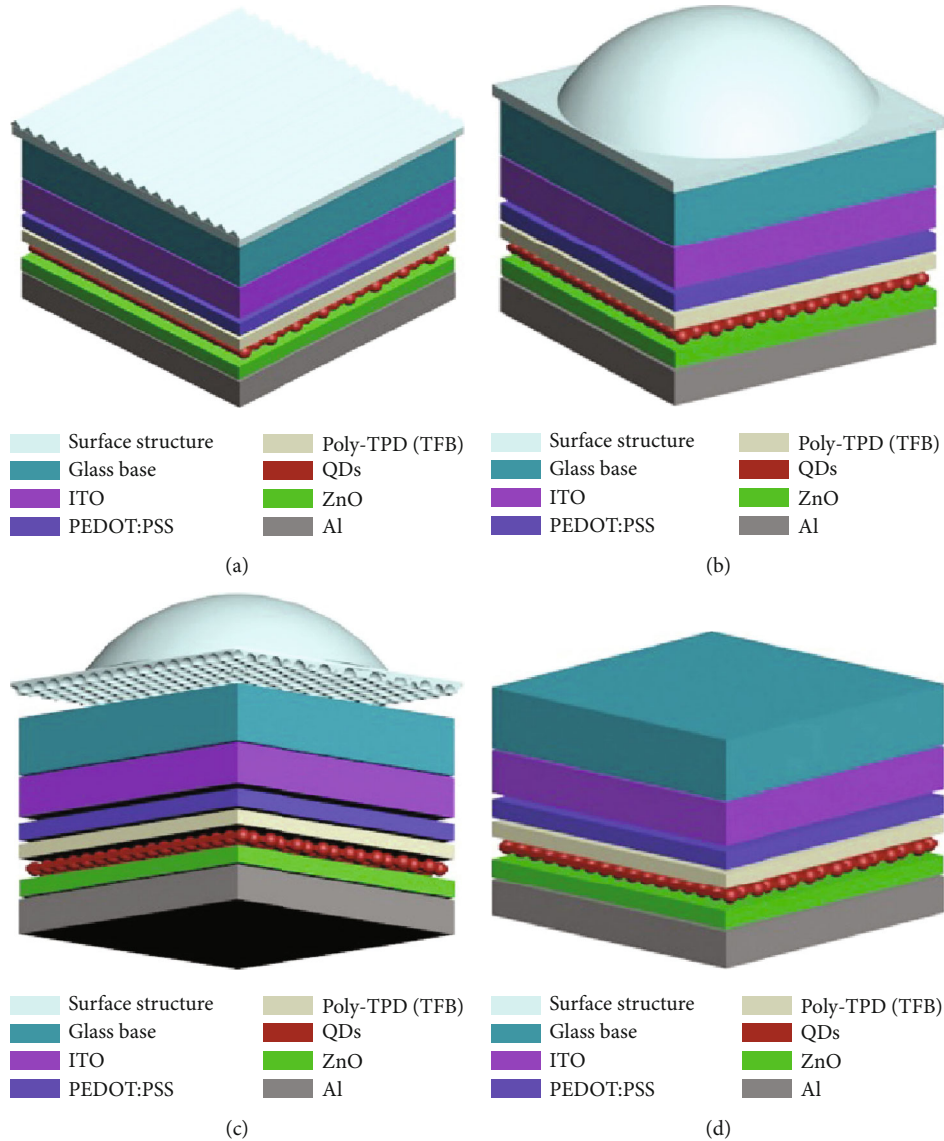 Surface structure Poly-TPD (TFB)
Glass base QDs
ITO ZnO
PEDOT:PSS Al
(a)
Surface structure Poly-TPD (TFB)
Glass base QDs
ITO ZnO
PEDOT:PSS Al
(b)
Surface structure Poly-TPD (TFB)
Glass base QDs
ITO ZnO
PEDOT:PSS Al
(c)
Surface structure Poly-TPD (TFB)
Glass base QDs
ITO ZnO
PEDOT:PSS Al
(d)